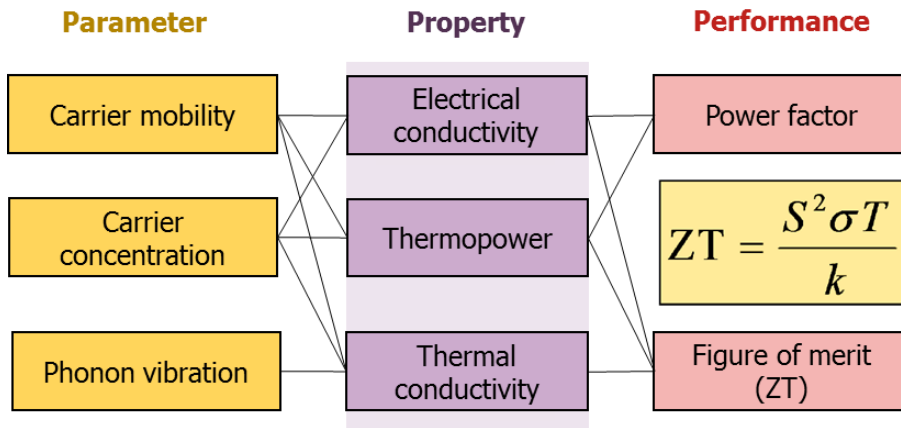 Parameter
Property
Performance
Carrier mobility
Electrical
conductivity
Power factor
Carrier
concentration
Thermopower
ZT = S²σT / k
Phonon vibration
Thermal
conductivity
Figure of merit
(ZT)